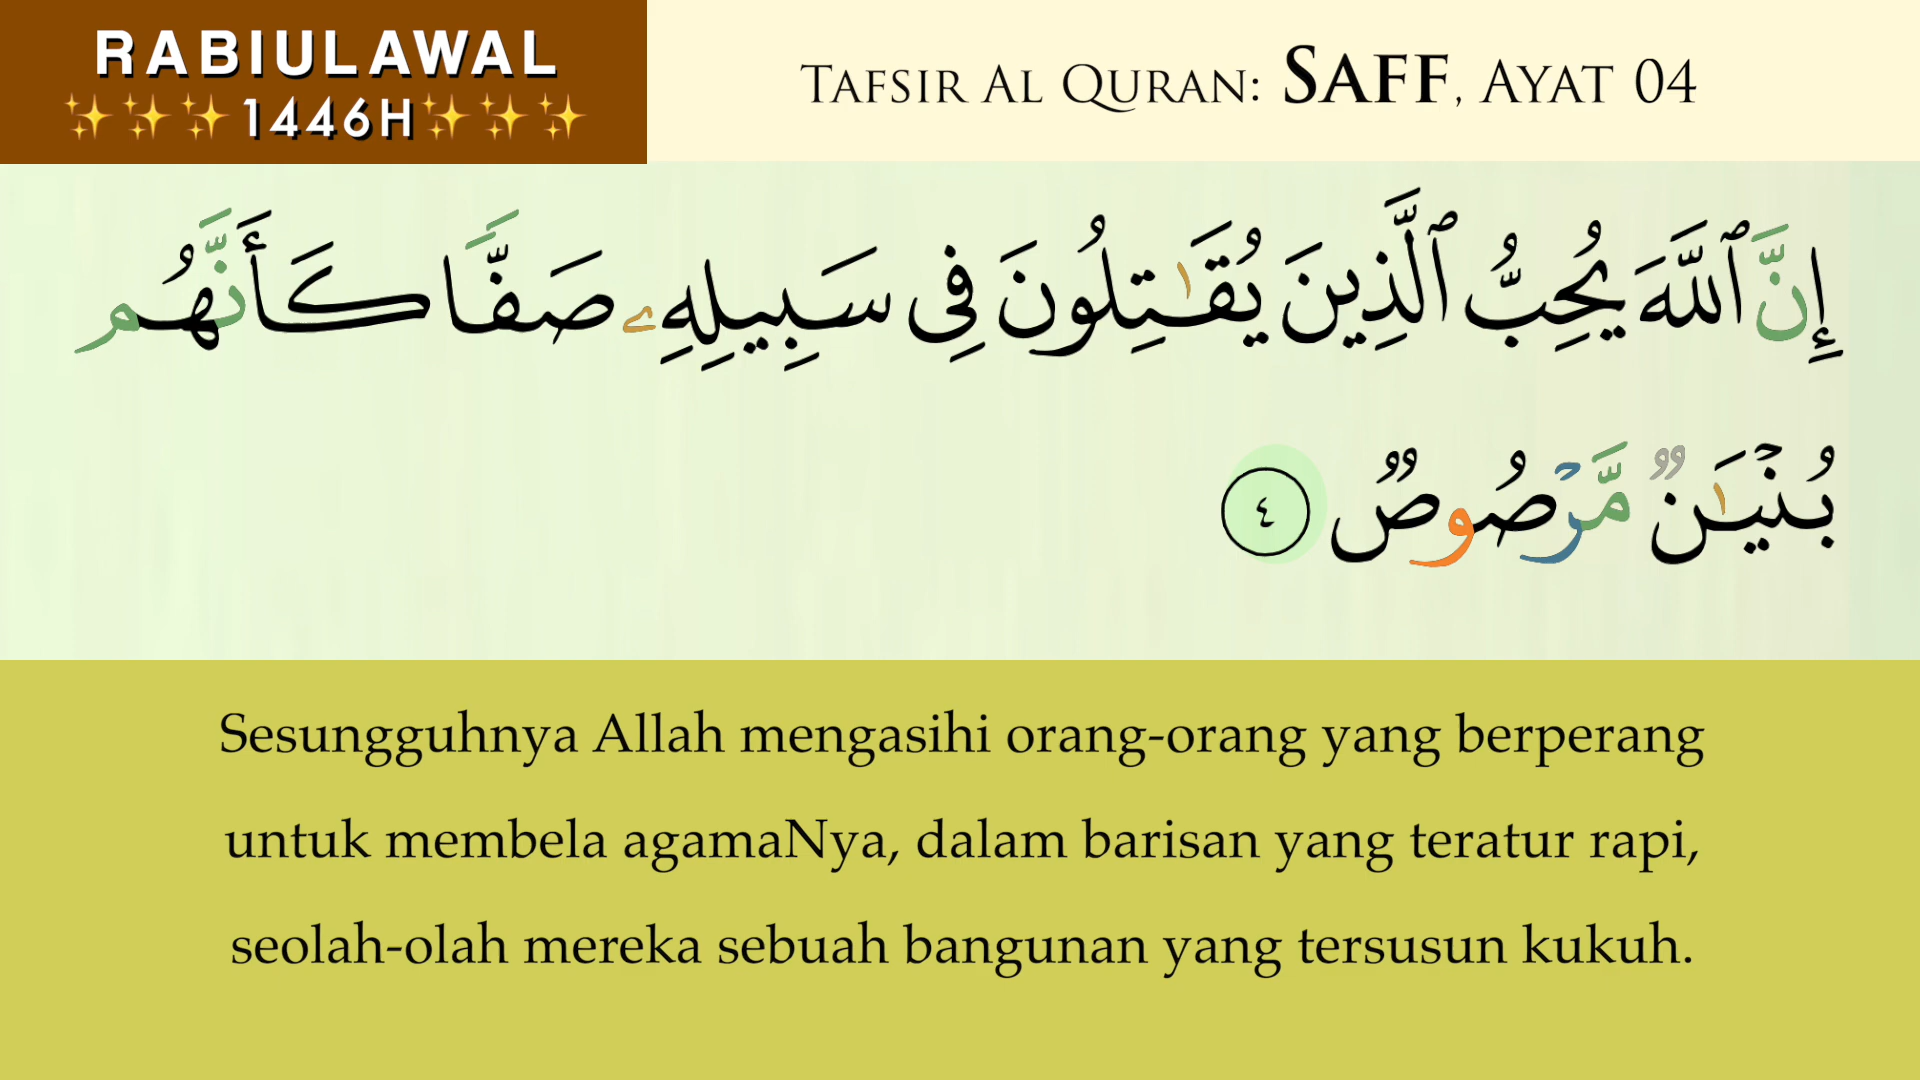 RABIULAWAL
✨✨✨1446H✨✨✨
TAFSIR AL QURAN: SAFF, AYAT 04
إِنَّ ٱللَّهَ يُحِبُّ ٱلَّذِينَ يُقَـٰتِلُونَ فِى سَبِيلِهِۦ صَفًّا كَأَنَّهُم
بُنْيَـٰنٌ مَّرْصُوصٌ ٤
Sesungguhnya Allah mengasihi orang-orang yang berperang
untuk membela agamaNya, dalam barisan yang teratur rapi,
seolah-olah mereka sebuah bangunan yang tersusun kukuh.